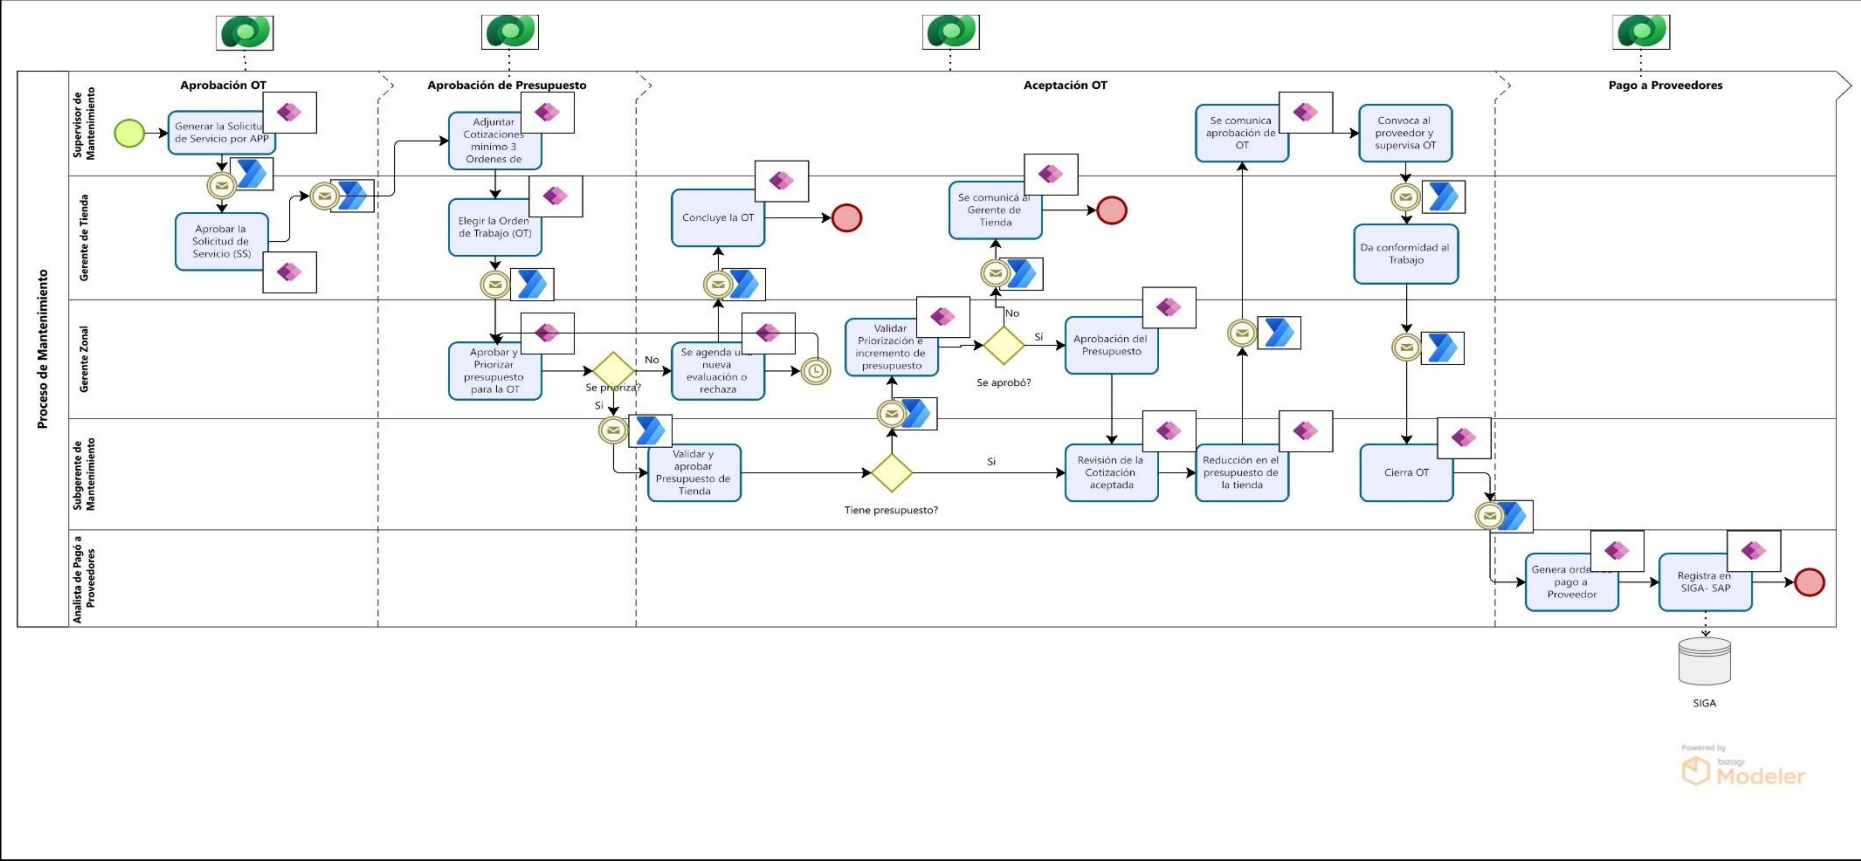 Aprobación OT
Aprobación de Presupuesto
Aceptación OT
Pago a Proveedores
Proceso de Mantenimiento
Supervisor de
Mantenimiento
Generar la Solicitu
de Servicio por APP
Adjuntar
Cotizaciones
minimo 3
Ordenes de
Se comunica
aprobación de
OT
Convoca al
proveedor y
supervisa OT
Gerente de Tienda
Aprobar la
Solicitud de
Servicio (SS)
Elegir la Orden
de Trabajo (OT)
Concluye la OT
Se comunicá al
Gerente de
Tienda
Da conformidad al
Trabajo
Gerente Zonal
Aprobar y
Priorizar
presupuesto
para la OT
Se prioriza?
No
Si
Se agenda una
nueva
evaluación o
rechaza
Validar
Priorización e
incremento de
presupuesto
No
Sí
Se aprobó?
Aprobación del
Presupuesto
Subgerente de
Mantenimiento
Validar y
aprobar
Presupuesto de
Tienda
Tiene presupuesto?
Si
Revisión de la
Cotización
aceptada
Reducción en el
presupuesto de
la tienda
Cierra OT
Analista de Pagó a
Proveedores
Genera orden de
pago a
Proveedor
Registra en
SIGA- SAP
SIGA
Powered by
bizagi
Modeler